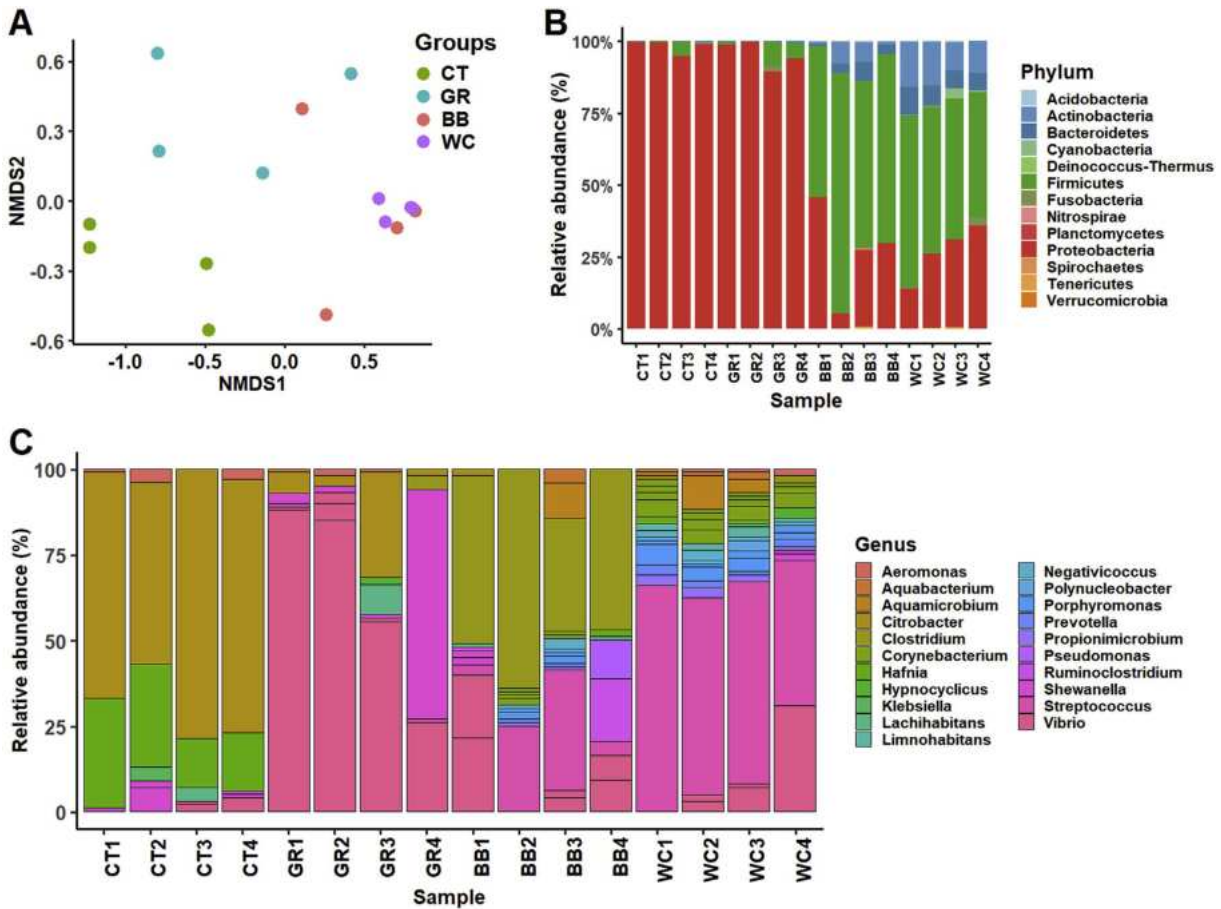 A
Groups
CT
GR
BB
WC
0.6
0.3
0.0
-0.3
-0.6
NMDS2
-1.0
-0.5
0.0
0.5
NMDS1
B
100%
75%
50%
25%
0%
Relative abundance (%)
CT1
CT2
CT3
CT4
GR1
GR2
GR3
GR4
BB1
BB2
BB3
BB4
WC1
WC2
WC3
WC4
Sample
Phylum
Acidobacteria
Actinobacteria
Bacteroidetes
Cyanobacteria
Deinococcus-Thermus
Firmicutes
Fusobacteria
Nitrospirae
Planctomycetes
Proteobacteria
Spirochaetes
Tenericutes
Verrucomicrobia
C
100
75
50
25
0
Relative abundance (%)
CT1
CT2
CT3
CT4
GR1
GR2
GR3
GR4
BB1
BB2
BB3
BB4
WC1
WC2
WC3
WC4
Sample
Genus
Aeromonas
Aquabacterium
Aquamicrobium
Citrobacter
Clostridium
Corynebacterium
Hafnia
Hypnocyclicus
Klebsiella
Lachihabitans
Limnohabitans
Negativicoccus
Polynucleobacter
Porphyromonas
Prevotella
Propionimicrobium
Pseudomonas
Ruminoclostridium
Shewanella
Streptococcus
Vibrio